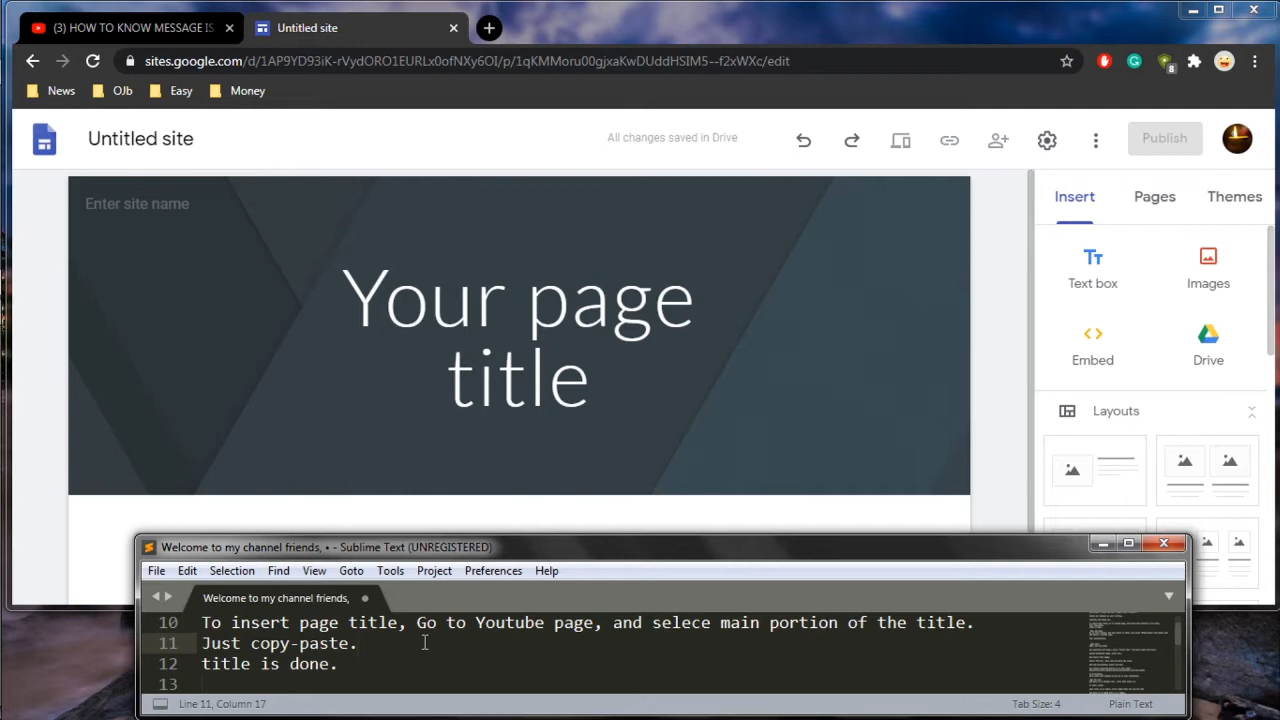 (3) HOW TO KNOW MESSAGE IS
Untitled site
sites.google.com/d/1AP9YD93iK-rVydORO1EURLx0ofNXy6OI/p/1qKMMoru00gjxaKwDUddHSIM5--f2xWXc/edit
8
News
OJb
Easy
Money
Untitled site
All changes saved in Drive
Publish
Enter site name
Your page
title
Insert
Pages
Themes
Text box
Images
Embed
Drive
Layouts
Welcome to my channel friends, • - Sublime Text (UNREGISTERED)
File Edit Selection Find View Goto Tools Project Preferences Help
Welcome to my channel friends,
10 To insert page title. Go to Youtube page, and selece main portion of the title.
11 Just copy-paste.
12 title is done.
13
Line 11, Column 17
Tab Size: 4
Plain Text